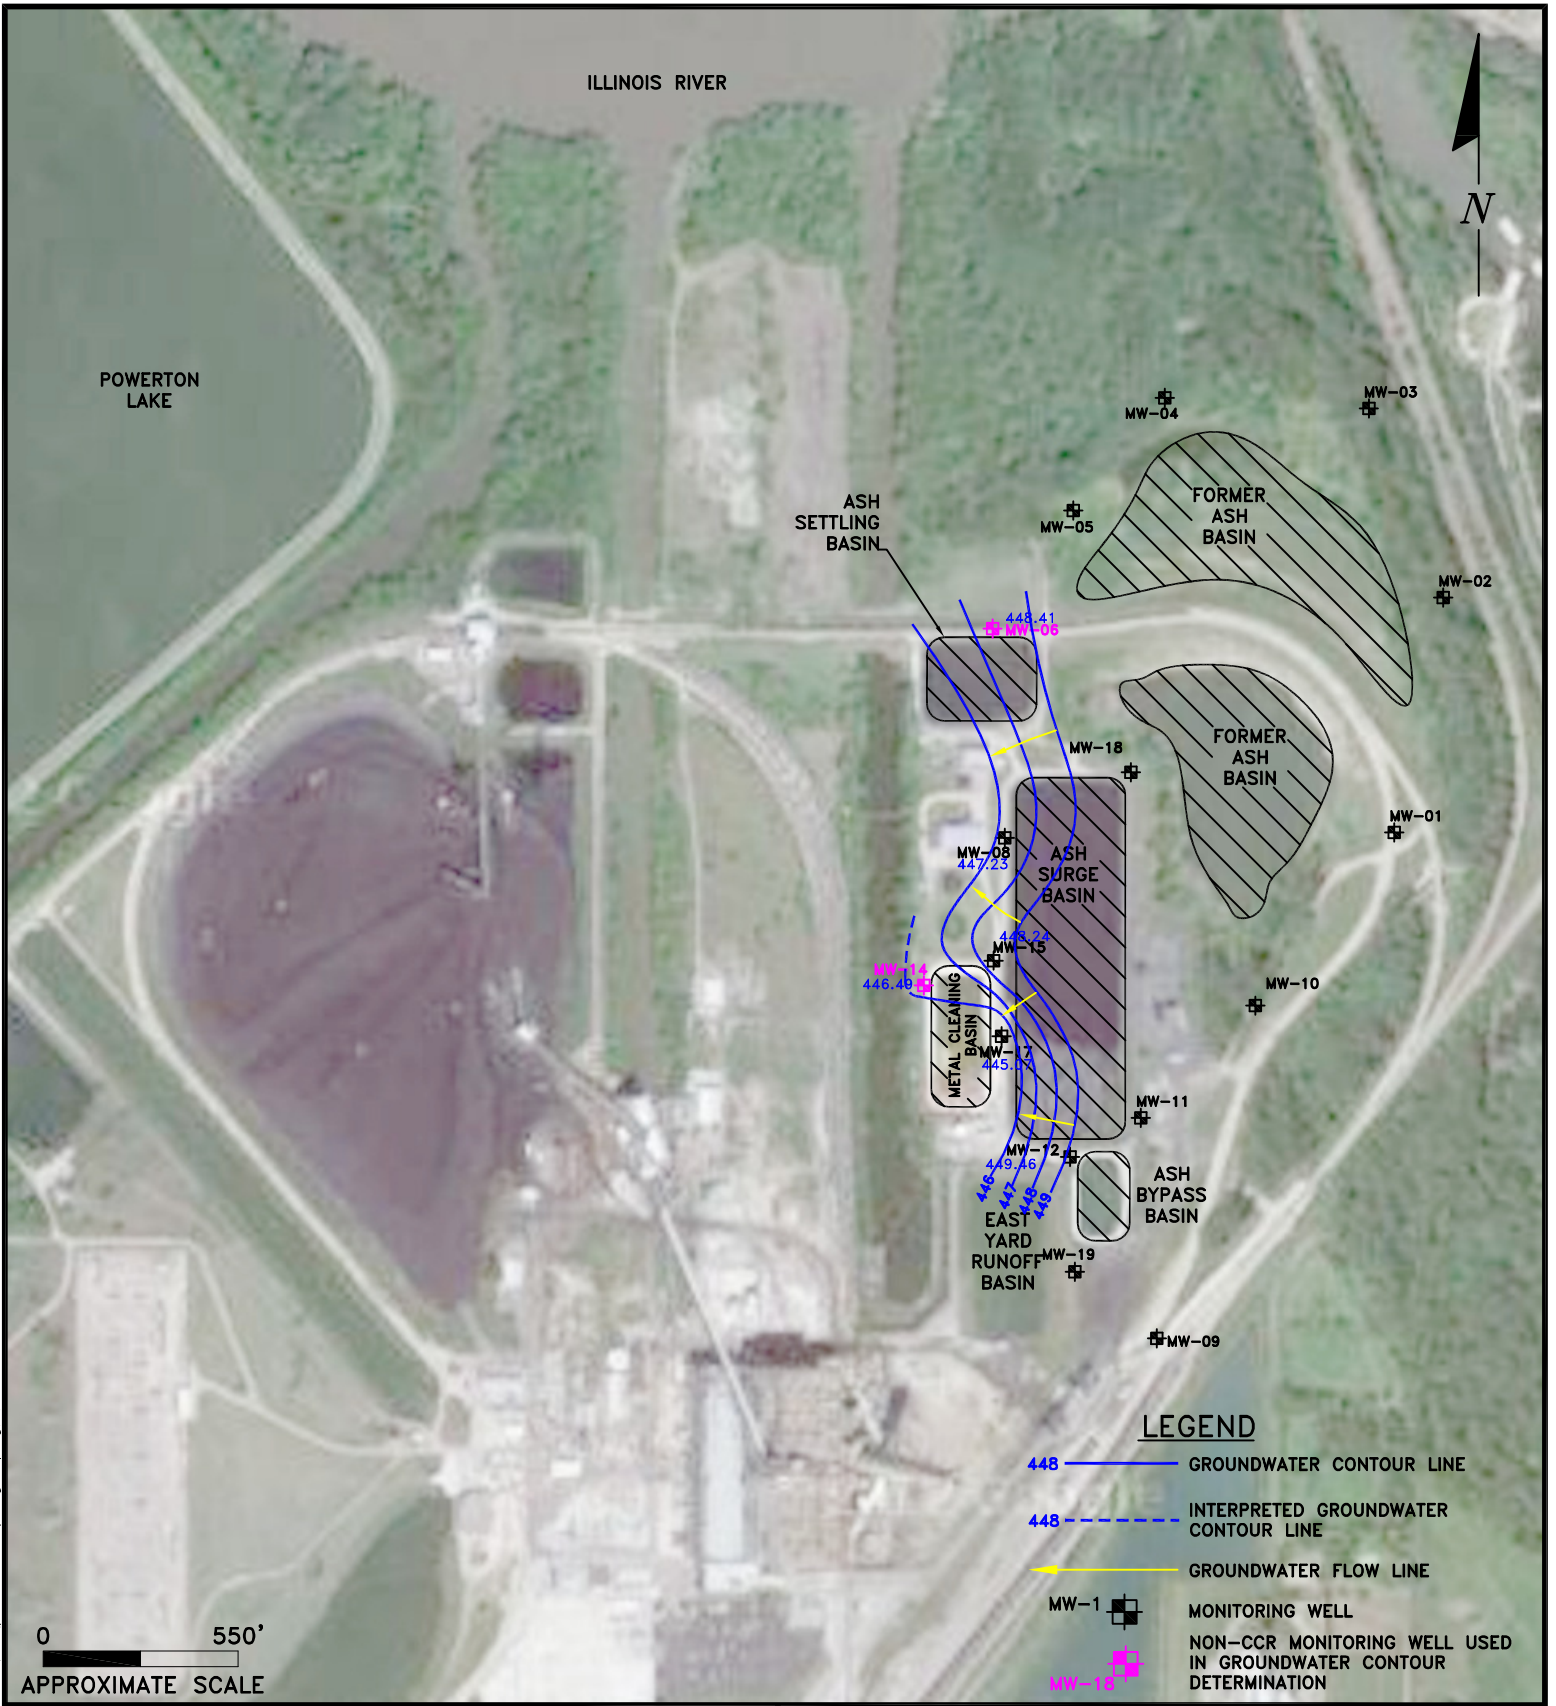 ILLINOIS RIVER
N
POWERTON
LAKE
MW-03
MW-04
FORMER
ASH
BASIN
ASH
SETTLING
BASIN
MW-05
MW-02
448.41
MW-06
MW-18
FORMER
ASH
BASIN
MW-01
MW-08
447.23
ASH
SURGE
BASIN
448.24
MW-15
MW-14
446.49
MW-10
METAL CLEANING
BASIN
MW-17
MW-11
MW-12
449.46
446
447
448
449
ASH
BYPASS
BASIN
EAST
YARD
RUNOFF
BASIN
MW-19
MW-09
LEGEND
448 GROUNDWATER CONTOUR LINE
448 INTERPRETED GROUNDWATER
CONTOUR LINE
GROUNDWATER FLOW LINE
MW-1 MONITORING WELL
MW-18 NON-CCR MONITORING WELL USED
IN GROUNDWATER CONTOUR
DETERMINATION
0 550'
APPROXIMATE SCALE